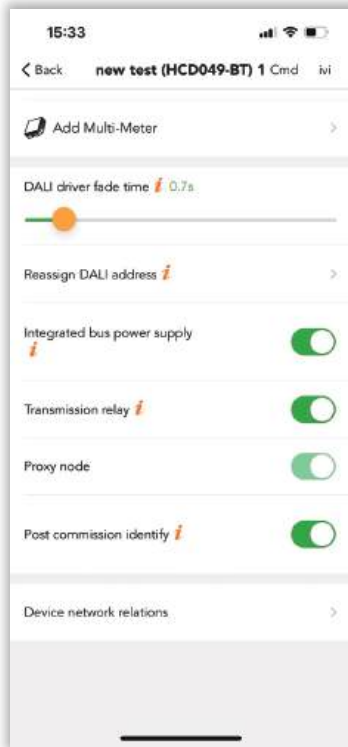 15:33
Back new test (HCD049-BT) 1 Cmd ivi
Add Multi-Meter
DALI driver fade time i 0.7s
Reassign DALI address i
Integrated bus power supply
i
Transmission relay i
Proxy node
Post commission identify i
Device network relations